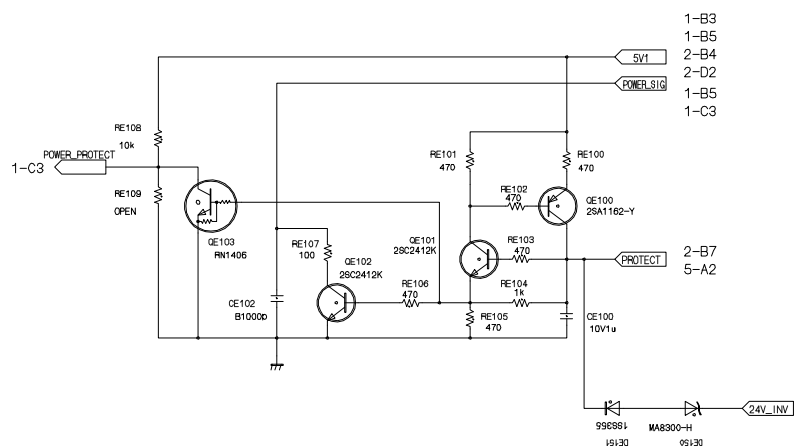 1-B3
1-B5
2-B4
2-D2
1-B5
1-C3
5V1
POWER_SIG
RE108
10k
POWER_PROTECT
1-C3
RE109
OPEN
QE103
RN1406
RE101
470
RE100
470
RE102
470
QE100
2SA1162-Y
QE101
2SC2412K
RE103
470
PROTECT
2-B7
5-A2
RE107
100
QE102
2SC2412K
RE106
470
RE104
1k
CE102
B1000p
RE105
470
CE100
10V1u
1SS355
MA8300-H
24V_INV
DE151
DE150